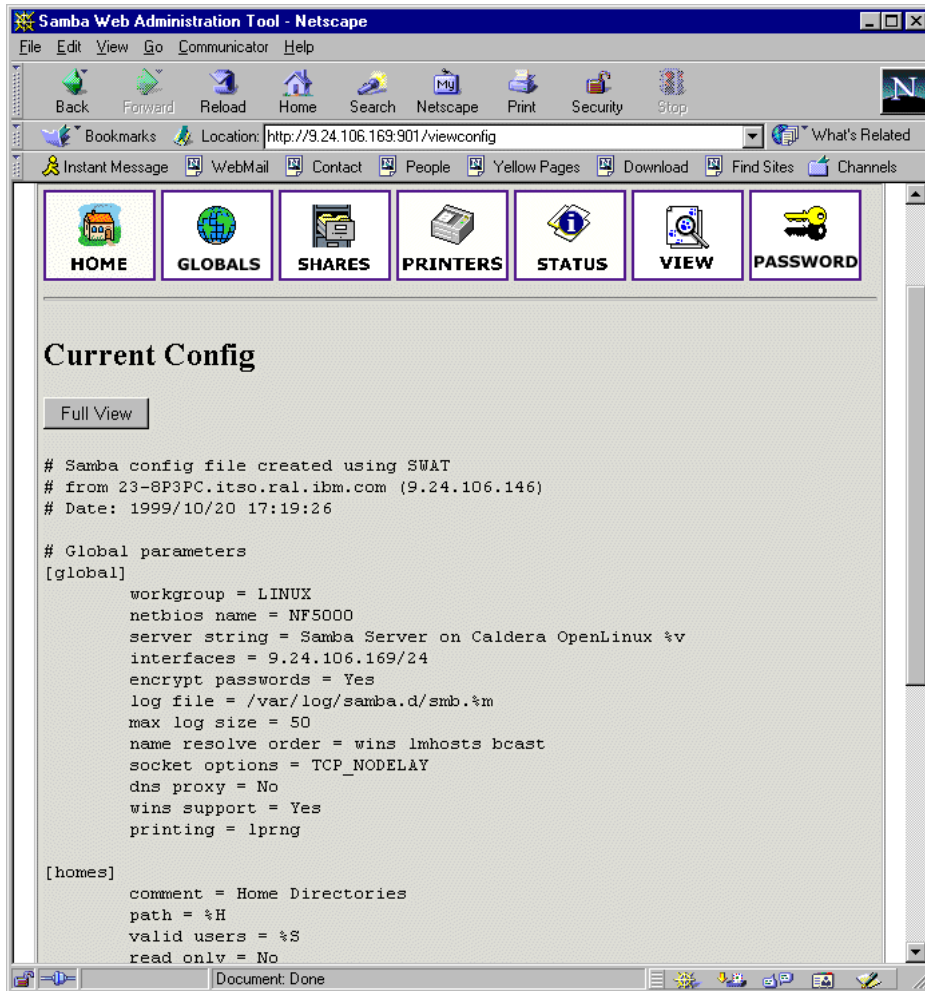 Samba Web Administration Tool - Netscape
File Edit View Go Communicator Help
Back Forward Reload Home Search Netscape Print Security Stop
My
N
Bookmarks Location: http://9.24.106.169:901/viewconfig What's Related
Instant Message WebMail Contact People Yellow Pages Download Find Sites Channels
HOME GLOBALS SHARES PRINTERS STATUS VIEW PASSWORD
Current Config
Full View
# Samba config file created using SWAT
# from 23-8P3PC.itso.ral.ibm.com (9.24.106.146)
# Date: 1999/10/20 17:19:26
# Global parameters
[global]
workgroup = LINUX
netbios name = NF5000
server string = Samba Server on Caldera OpenLinux %v
interfaces = 9.24.106.169/24
encrypt passwords = Yes
log file = /var/log/samba.d/smb.%m
max log size = 50
name resolve order = wins lmhosts bcast
socket options = TCP_NODELAY
dns proxy = No
wins support = Yes
printing = lprng
[homes]
comment = Home Directories
path = %H
valid users = %S
read only = No
Document: Done